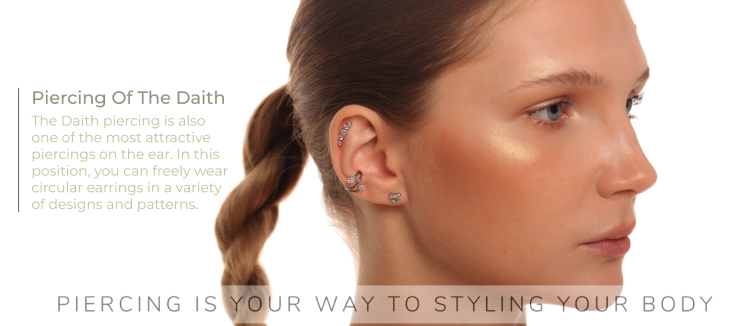 Piercing Of The Daith
The Daith piercing is also
one of the most attractive
piercings on the ear. In this
position, you can freely wear
circular earrings in a variety
of designs and patterns.
PIERCING IS YOUR WAY TO STYLING YOUR BODY